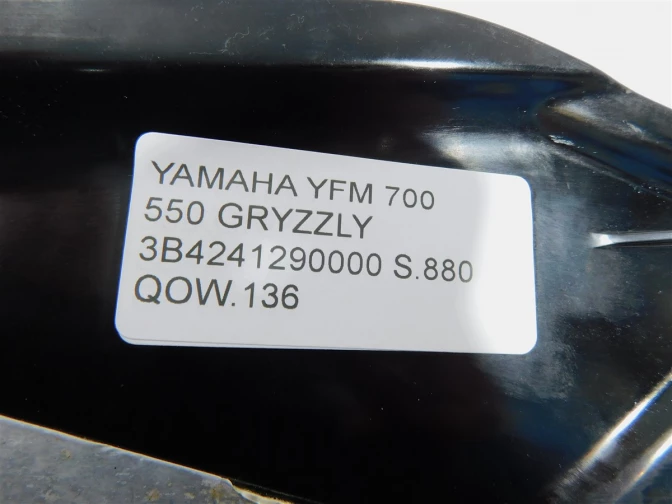 YAMAHA YFM 700
550 GRYZZLY
3B4241290000 S.880
QOW.136